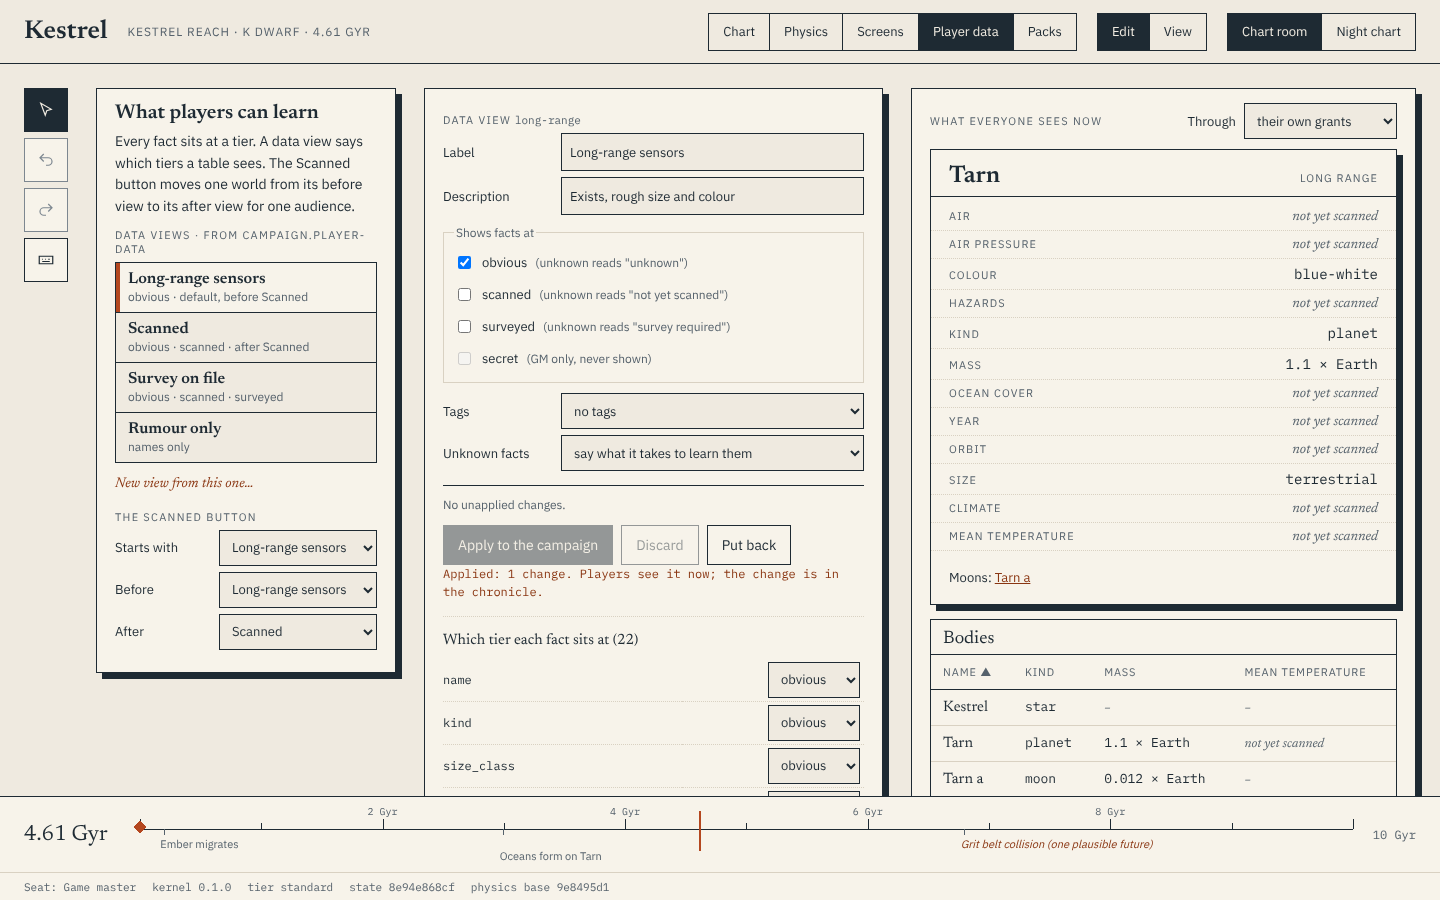 Kestrel
KESTREL REACH · K DWARF · 4.61 GYR
Chart
Physics
Screens
Player data
Packs
Edit
View
Chart room
Night chart
What players can learn
Every fact sits at a tier. A data view says
which tiers a table sees. The Scanned
button moves one world from its before
view to its after view for one audience.
DATA VIEWS · FROM CAMPAIGN.PLAYER-
DATA
Long-range sensors
obvious · default, before Scanned
Scanned
obvious · scanned · after Scanned
Survey on file
obvious · scanned · surveyed
Rumour only
names only
New view from this one...
THE SCANNED BUTTON
Starts with
Long-range sensors
Before
Long-range sensors
After
Scanned
DATA VIEW long-range
Label
Long-range sensors
Description
Exists, rough size and colour
Shows facts at
obvious (unknown reads "unknown")
scanned (unknown reads "not yet scanned")
surveyed (unknown reads "survey required")
secret (GM only, never shown)
Tags
no tags
Unknown facts
say what it takes to learn them
No unapplied changes.
Apply to the campaign
Discard
Put back
Applied: 1 change. Players see it now; the change is in
the chronicle.
Which tier each fact sits at (22)
name
obvious
kind
obvious
size_class
obvious
WHAT EVERYONE SEES NOW
Through
their own grants
Tarn
LONG RANGE
AIR not yet scanned
AIR PRESSURE not yet scanned
COLOUR blue-white
HAZARDS not yet scanned
KIND planet
MASS 1.1 × Earth
OCEAN COVER not yet scanned
YEAR not yet scanned
ORBIT not yet scanned
SIZE terrestrial
CLIMATE not yet scanned
MEAN TEMPERATURE not yet scanned
Moons: Tarn a
Bodies
NAME ▲ KIND MASS MEAN TEMPERATURE
Kestrel star – –
Tarn planet 1.1 × Earth not yet scanned
Tarn a moon 0.012 × Earth –
4.61 Gyr
2 Gyr
4 Gyr
6 Gyr
8 Gyr
10 Gyr
Ember migrates
Oceans form on Tarn
Grit belt collision (one plausible future)
Seat: Game master kernel 0.1.0 tier standard state 8e94e868cf physics base 9e8495d1